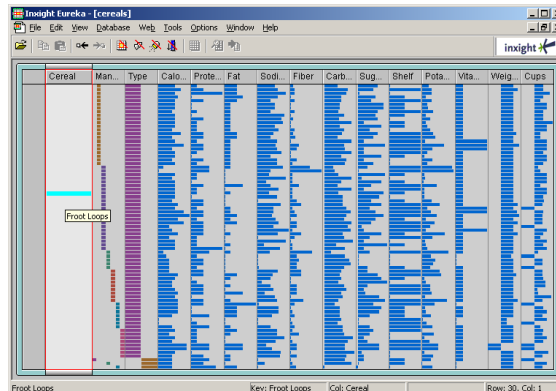 Inxight Eureka - [cereals]
File Edit View Database Web Tools Options Window Help
inxight
Cereal Man... Type Calo... Prote... Fat Sodi... Fiber Carb... Sug... Shelf Pota... Vita... Weig... Cups
Froot Loops
Froot Loops Key: Froot Loops Col: Cereal Row: 30, Col: 1